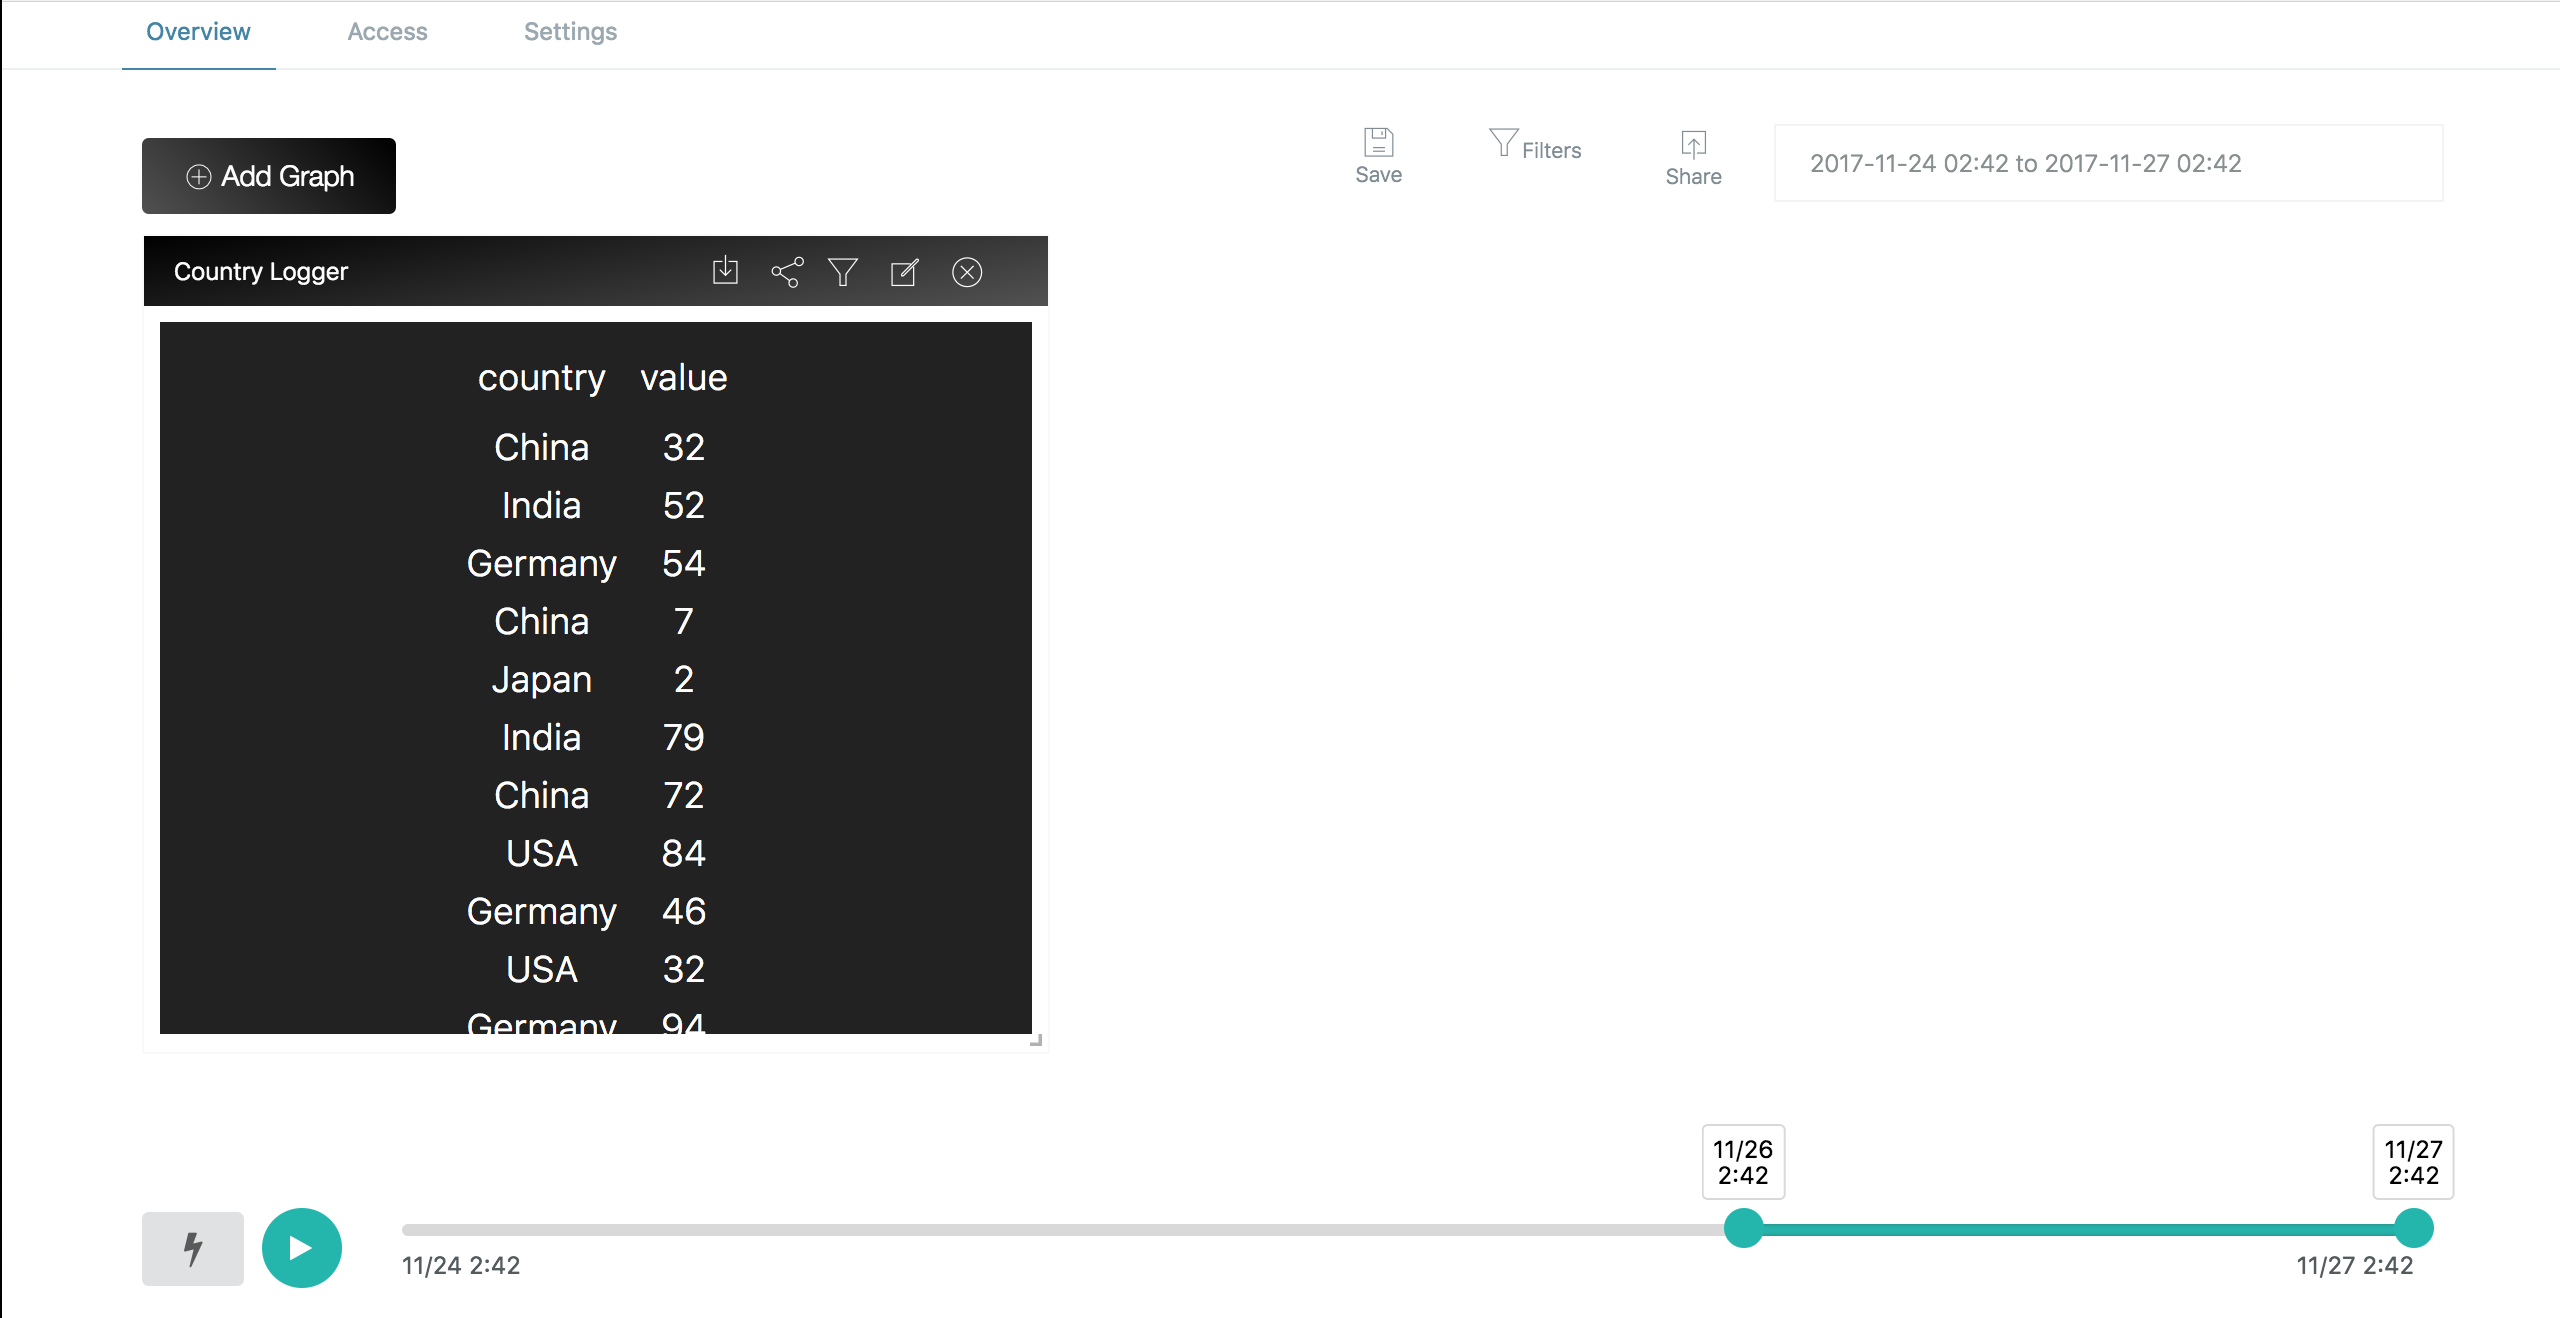 Overview Access Settings
Add Graph
Save Filters Share 2017-11-24 02:42 to 2017-11-27 02:42
Country Logger
country value
China 32
India 52
Germany 54
China 7
Japan 2
India 79
China 72
USA 84
Germany 46
USA 32
Germany 94
11/26
2:42
11/27
2:42
11/24 2:42
11/27 2:42